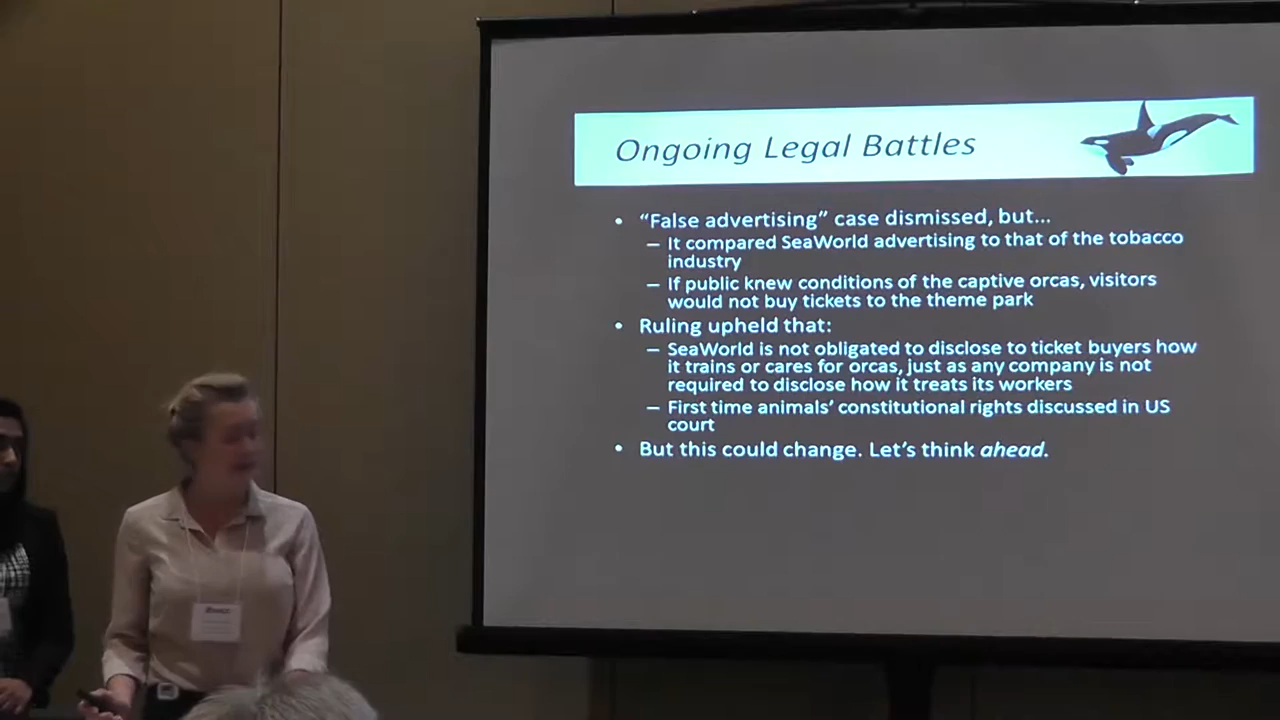 Ongoing Legal Battles
• “False advertising” case dismissed, but...
– It compared SeaWorld advertising to that of the tobacco
industry
– If public knew conditions of the captive orcas, visitors
would not buy tickets to the theme park
• Ruling upheld that:
– SeaWorld is not obligated to disclose to ticket buyers how
it trains or cares for orcas, just as any company is not
required to disclose how it treats its workers
– First time animals’ constitutional rights discussed in US
court
• But this could change. Let’s think ahead.